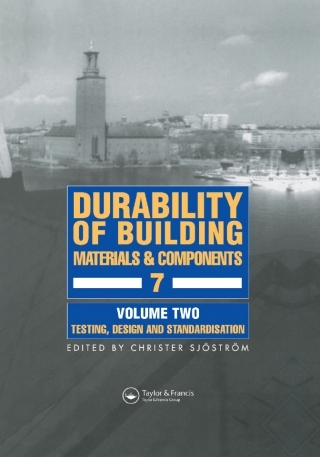 DURABILITY
OF BUILDING
MATERIALS & COMPONENTS
7
VOLUME TWO
TESTING, DESIGN AND STANDARDISATION
EDITED BY CHRISTER SJÖSTRÖM
Taylor & Francis
Taylor & Francis Group